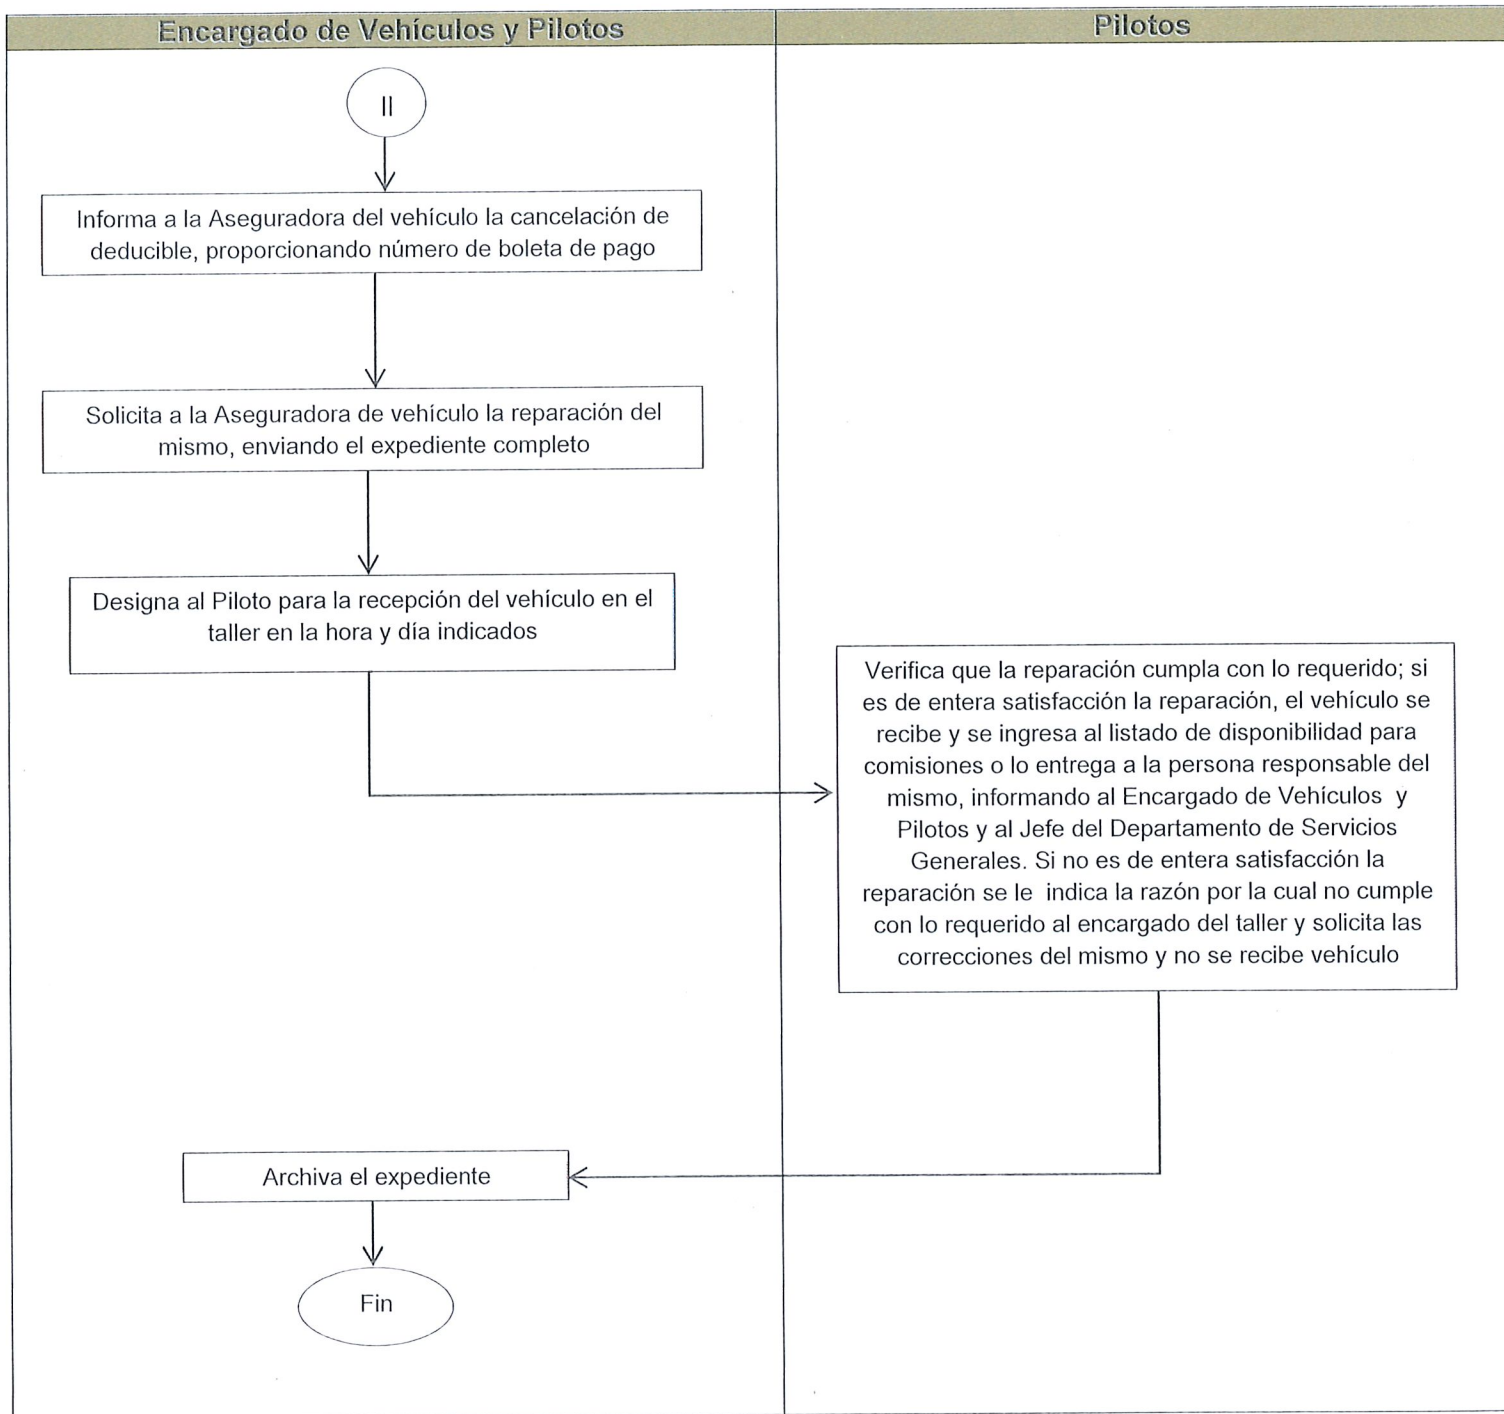 Encargado de Vehículos y Pilotos
Pilotos
II
Informa a la Aseguradora del vehículo la cancelación de
deducible, proporcionando número de boleta de pago
Solicita a la Aseguradora de vehículo la reparación del
mismo, enviando el expediente completo
Designa al Piloto para la recepción del vehículo en el
taller en la hora y día indicados
Verifica que la reparación cumpla con lo requerido; si
es de entera satisfacción la reparación, el vehículo se
recibe y se ingresa al listado de disponibilidad para
comisiones o lo entrega a la persona responsable del
mismo, informando al Encargado de Vehículos y
Pilotos y al Jefe del Departamento de Servicios
Generales. Si no es de entera satisfacción la
reparación se le indica la razón por la cual no cumple
con lo requerido al encargado del taller y solicita las
correcciones del mismo y no se recibe vehículo
Archiva el expediente
Fin